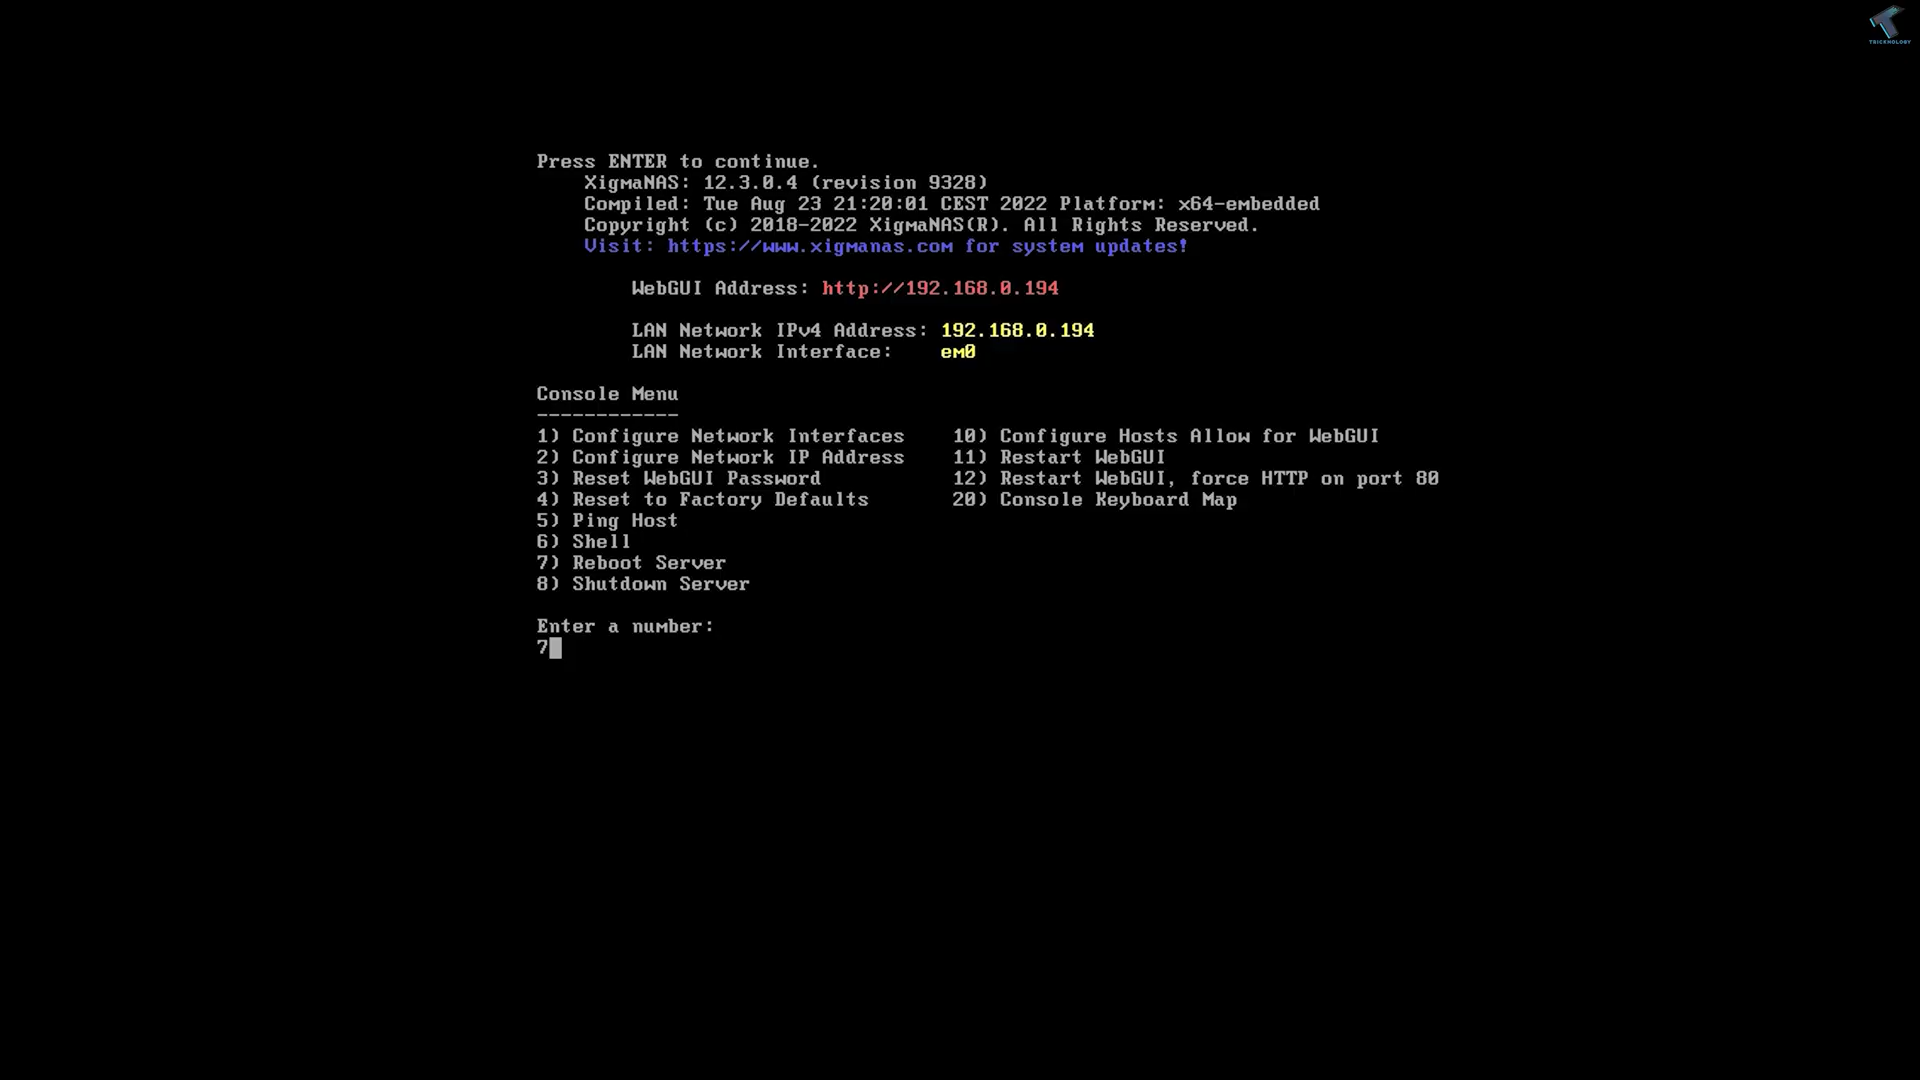 TRICKNOLOGY
Press ENTER to continue.
XigmaNAS: 12.3.0.4 (revision 9328)
Compiled: Tue Aug 23 21:20:01 CEST 2022 Platform: x64-embedded
Copyright (c) 2018-2022 XigmaNAS(R). All Rights Reserved.
Visit: https://www.xigmanas.com for system updates!
WebGUI Address: http://192.168.0.194
LAN Network IPv4 Address: 192.168.0.194
LAN Network Interface: em0
Console Menu
------------
1) Configure Network Interfaces 10) Configure Hosts Allow for WebGUI
2) Configure Network IP Address 11) Restart WebGUI
3) Reset WebGUI Password 12) Restart WebGUI, force HTTP on port 80
4) Reset to Factory Defaults 20) Console Keyboard Map
5) Ping Host
6) Shell
7) Reboot Server
8) Shutdown Server
Enter a number:
7